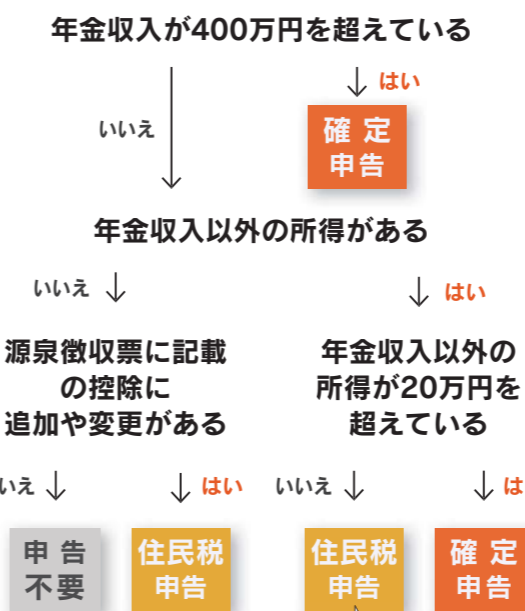 年金収入が400万円を超えている
はい
いいえ
確定
申告
年金収入以外の所得がある
いいえ
はい
源泉徴収票に記載
の控除に
追加や変更がある
年金収入以外の
所得が20万円を
超えている
いえ
はい
いいえ
は
申告
不要
住民税
申告
住民税
申告
確定
申告